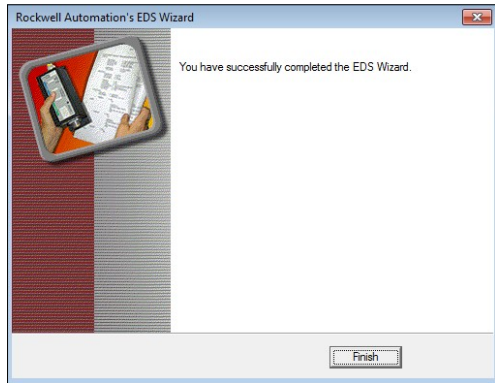 Rockwell Automation's EDS Wizard
You have successfully completed the EDS Wizard.
Finish